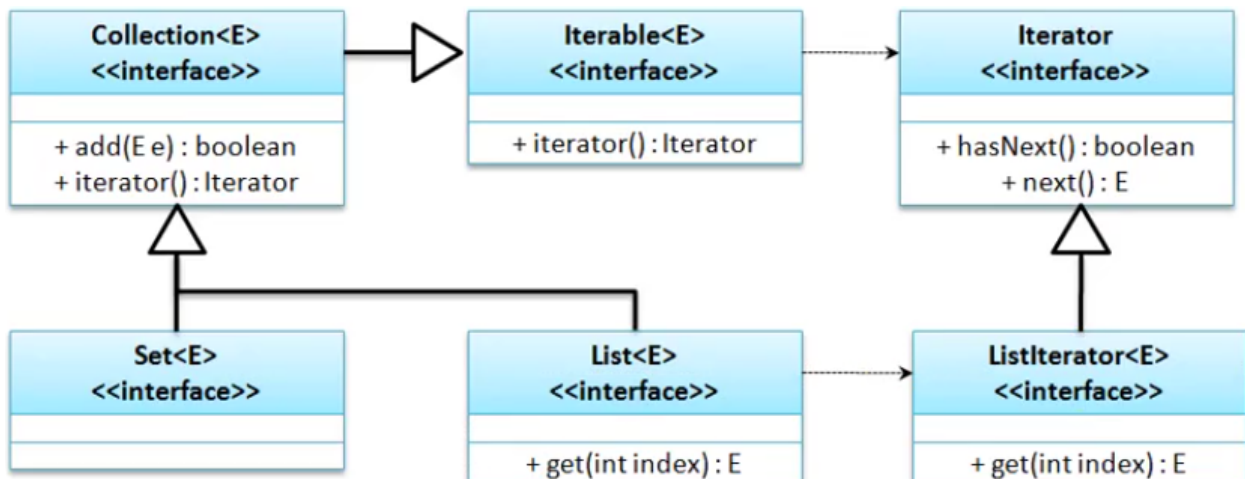 Collection<E>
<<interface>>
+ add(E e) : boolean
+ iterator() : Iterator
Iterable<E>
<<interface>>
+ iterator() : Iterator
Iterator
<<interface>>
+ hasNext() : boolean
+ next() : E
Set<E>
<<interface>>
List<E>
<<interface>>
+ get(int index) : E
ListIterator<E>
<<interface>>
+ get(int index) : E